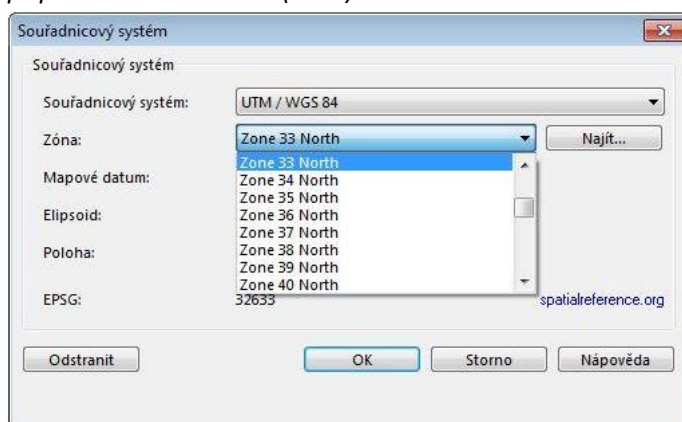 Souřadnicový systém
Souřadnicový systém
Souřadnicový systém: UTM / WGS 84
Zóna: Zone 33 North Najít...
Zone 33 North
Mapové datum: Zone 34 North
Zone 35 North
Elipsoid: Zone 36 North
Zone 37 North
Poloha: Zone 38 North
Zone 39 North
Zone 40 North
EPSG: 32633 spatialreference.org
Odstranit OK Storno Nápověda